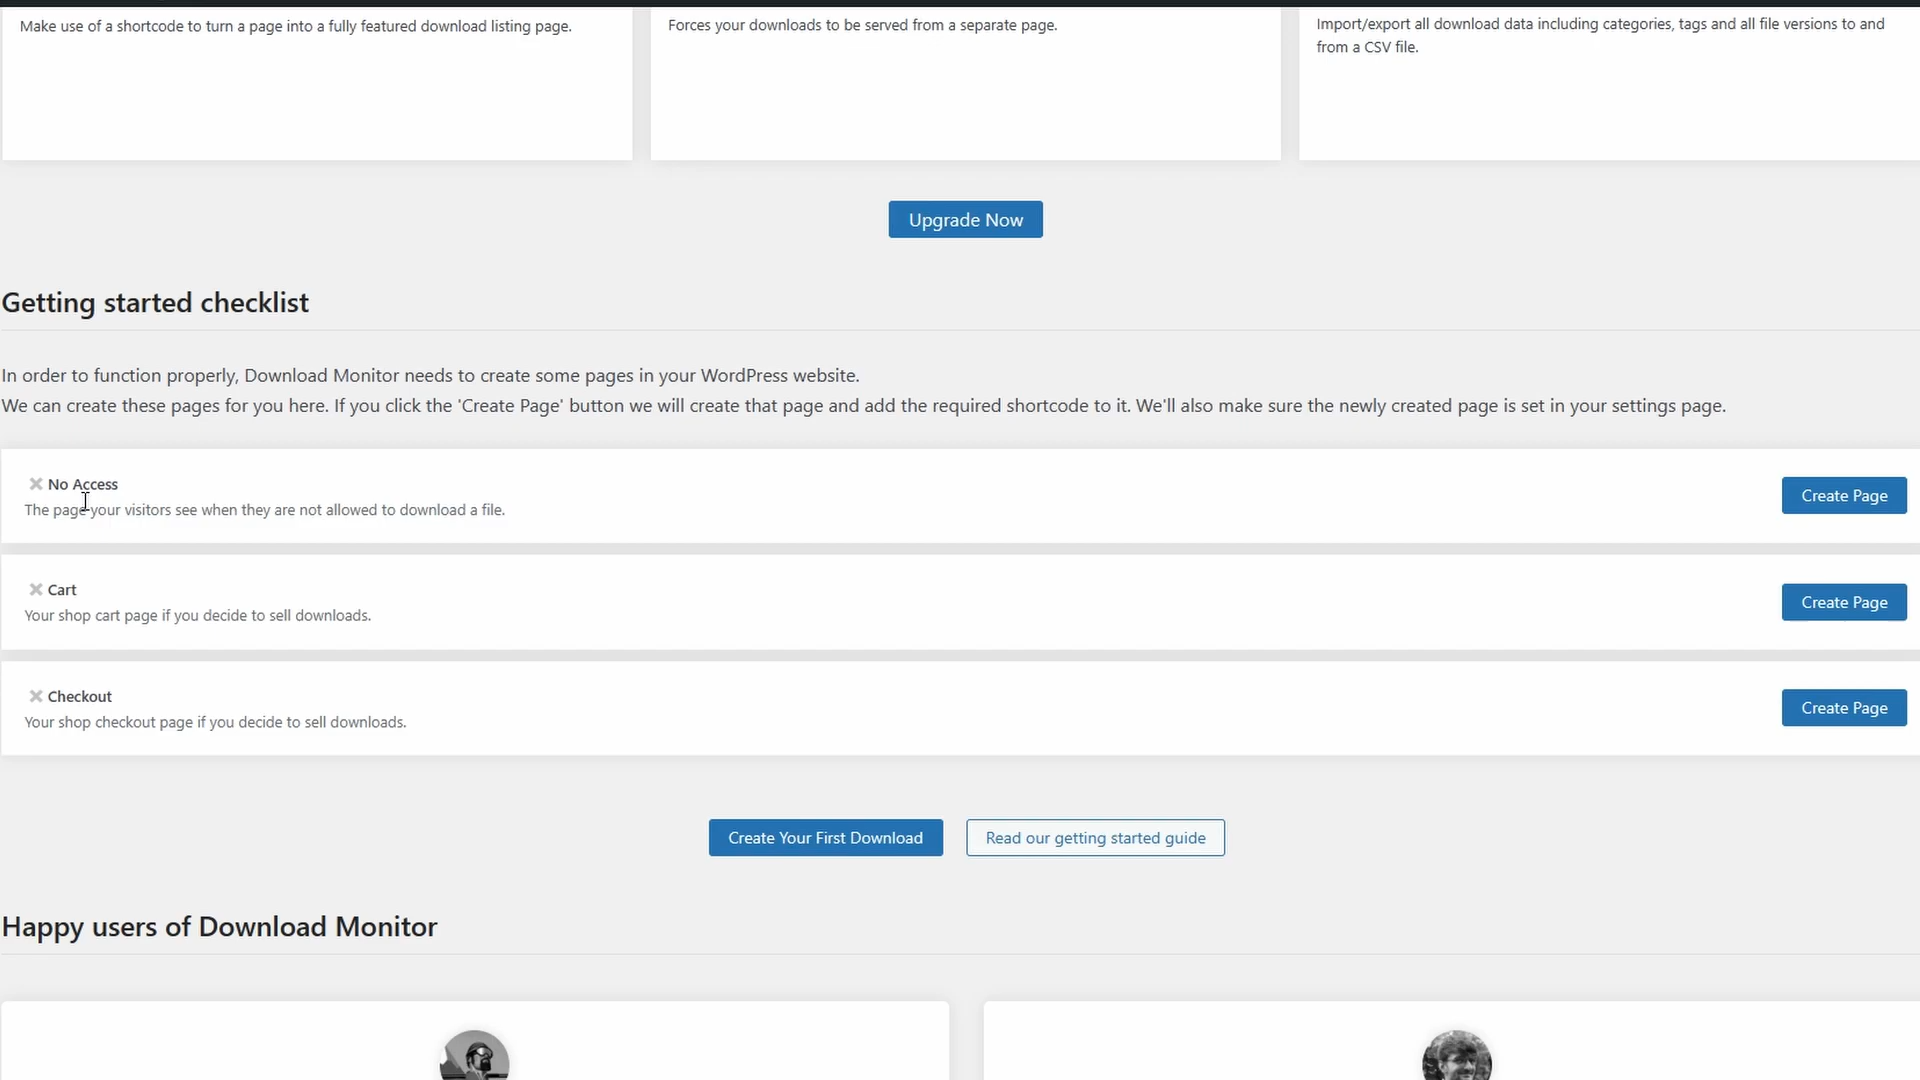 Make use of a shortcode to turn a page into a fully featured download listing page.
Forces your downloads to be served from a separate page.
Import/export all download data including categories, tags and all file versions to and
from a CSV file.
Upgrade Now
Getting started checklist
In order to function properly, Download Monitor needs to create some pages in your WordPress website.
We can create these pages for you here. If you click the 'Create Page' button we will create that page and add the required shortcode to it. We'll also make sure the newly created page is set in your settings page.
No Access
The page your visitors see when they are not allowed to download a file.
Create Page
Cart
Your shop cart page if you decide to sell downloads.
Create Page
Checkout
Your shop checkout page if you decide to sell downloads.
Create Page
Create Your First Download
Read our getting started guide
Happy users of Download Monitor